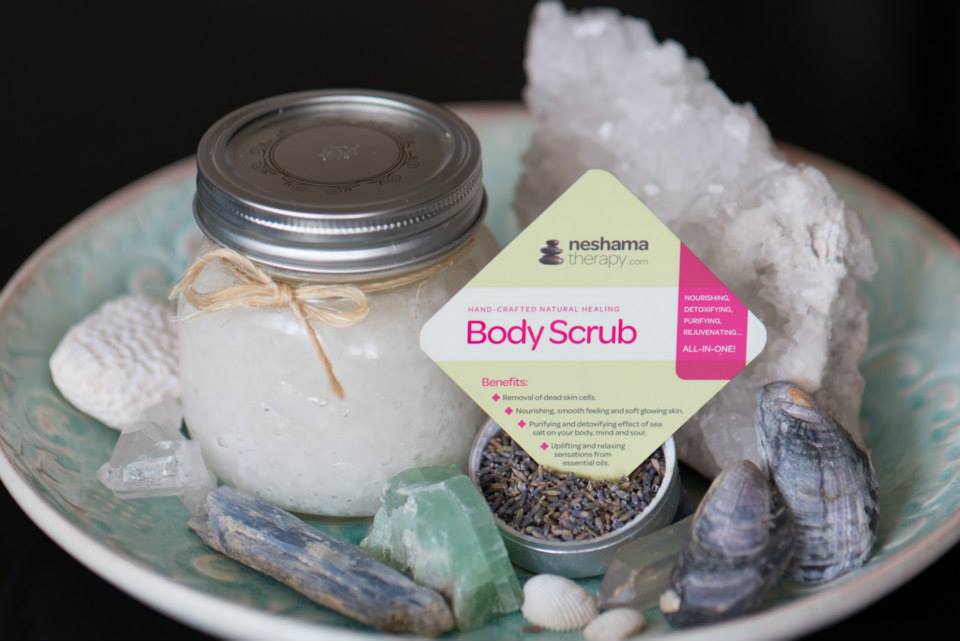 neshama
therapy.com
HAND-CRAFTED NATURAL HEALING
Body Scrub
NOURISHING,
DETOXIFYING,
PURIFYING,
REJUVENATING...
ALL-IN-ONE!
Benefits:
Removal of dead skin cells.
Nourishing, smooth feeling and soft glowing skin.
Purifying and detoxifying effect of sea
salt on your body, mind and soul.
Uplifting and relaxing
sensations from
essential oils.